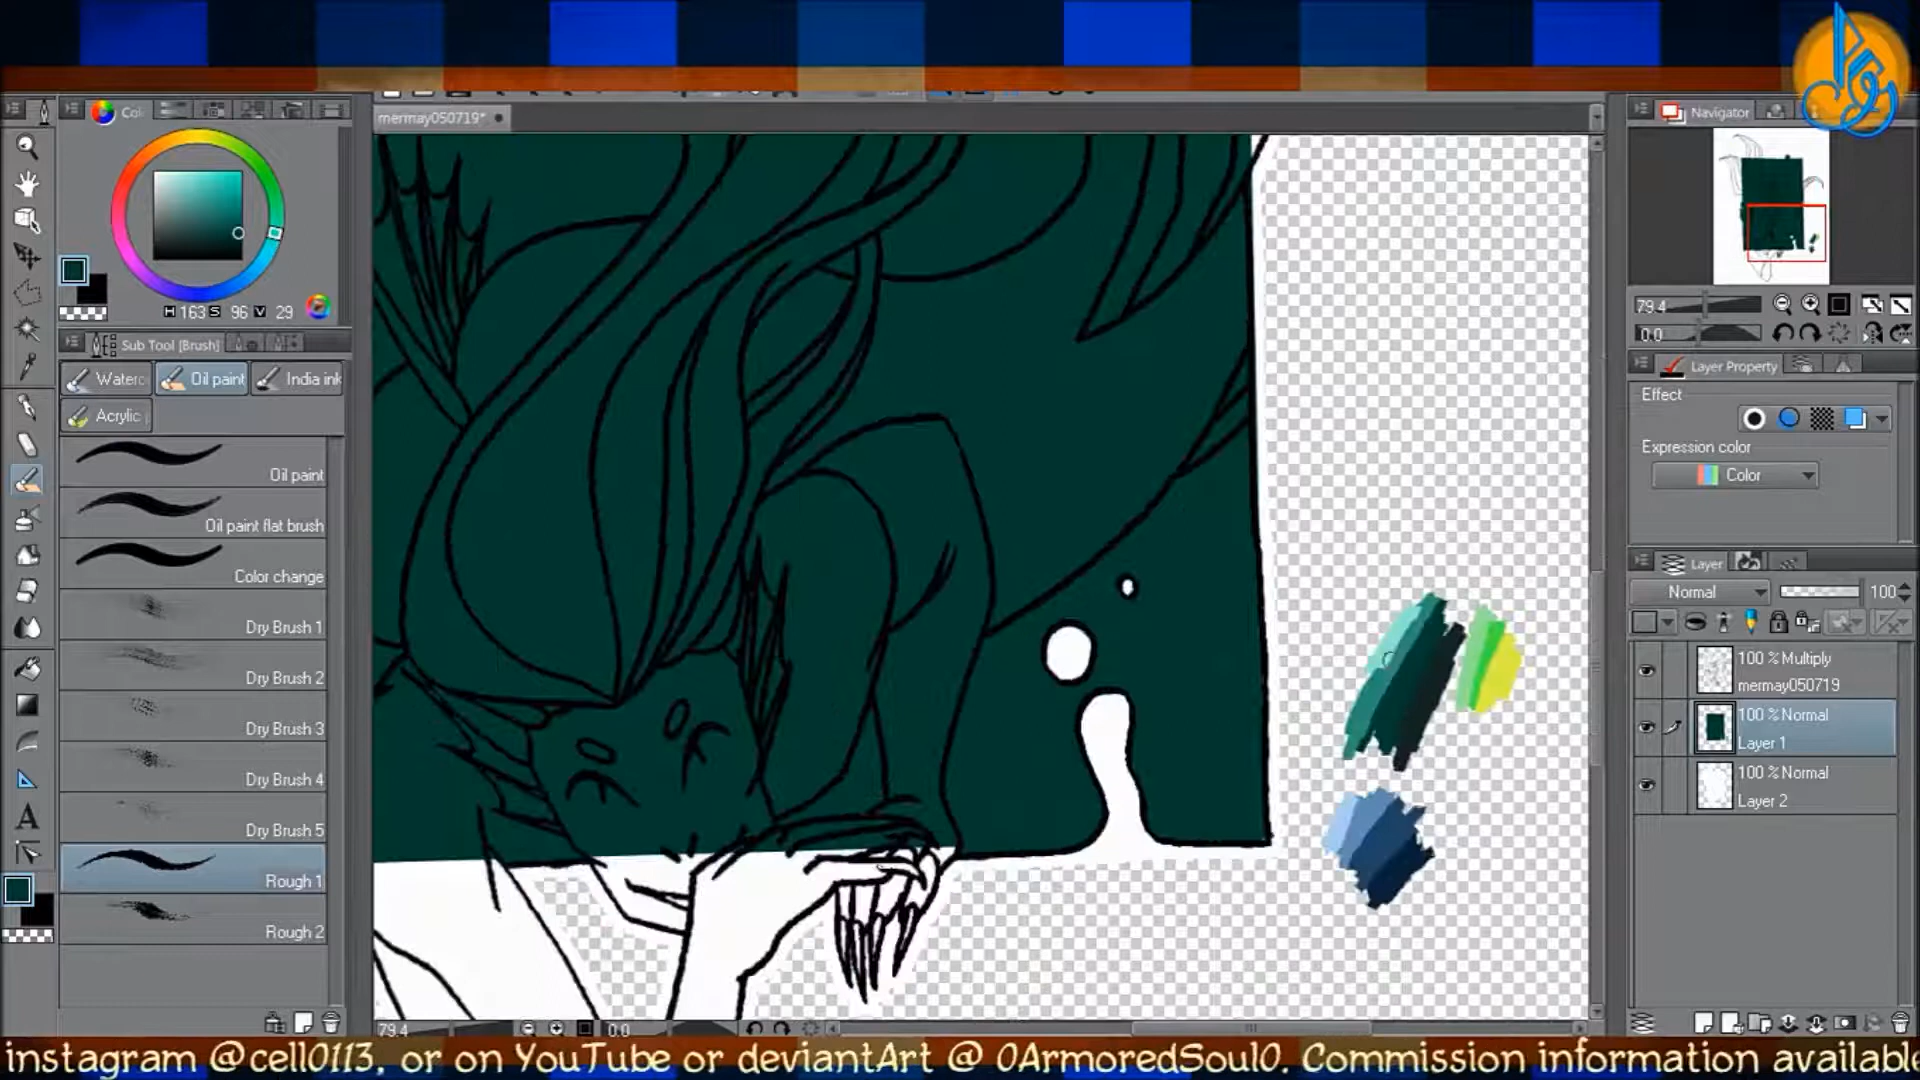 Col
mermay050719*
Navigator
H 163 S 96 V 29
79.4
0.0
Sub Tool [Brush]
Layer Property
Waterc
Oil paint
India ink
Effect
Acrylic
Expression color
Color
Oil paint
Oil paint flat brush
Color change
Layer
Normal
100
Dry Brush 1
100 % Multiply
mermay050719
Dry Brush 2
100 % Normal
Layer 1
Dry Brush 3
Dry Brush 4
100 % Normal
Layer 2
Dry Brush 5
Rough 1
Rough 2
79.4
0.0
instagram @cell0113, or on YouTube or deviantArt @ 0ArmoredSoul0. Commission information available